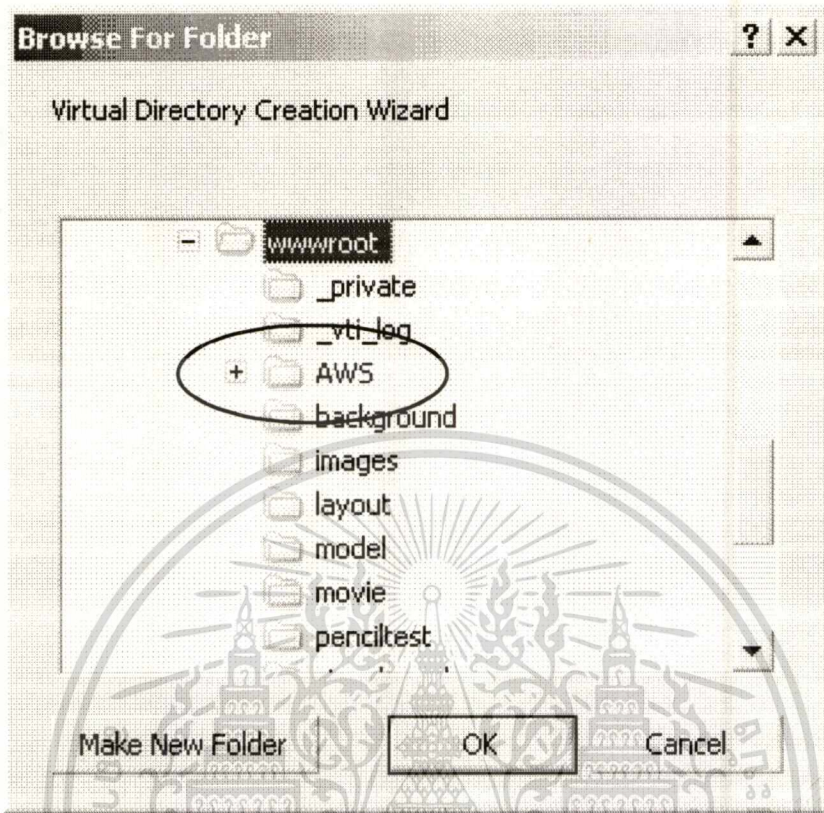 Browse For Folder
Virtual Directory Creation Wizard
wwwroot
_private
_vti_log
AWS
background
images
layout
model
movie
penciltest
Make New Folder
OK
Cancel